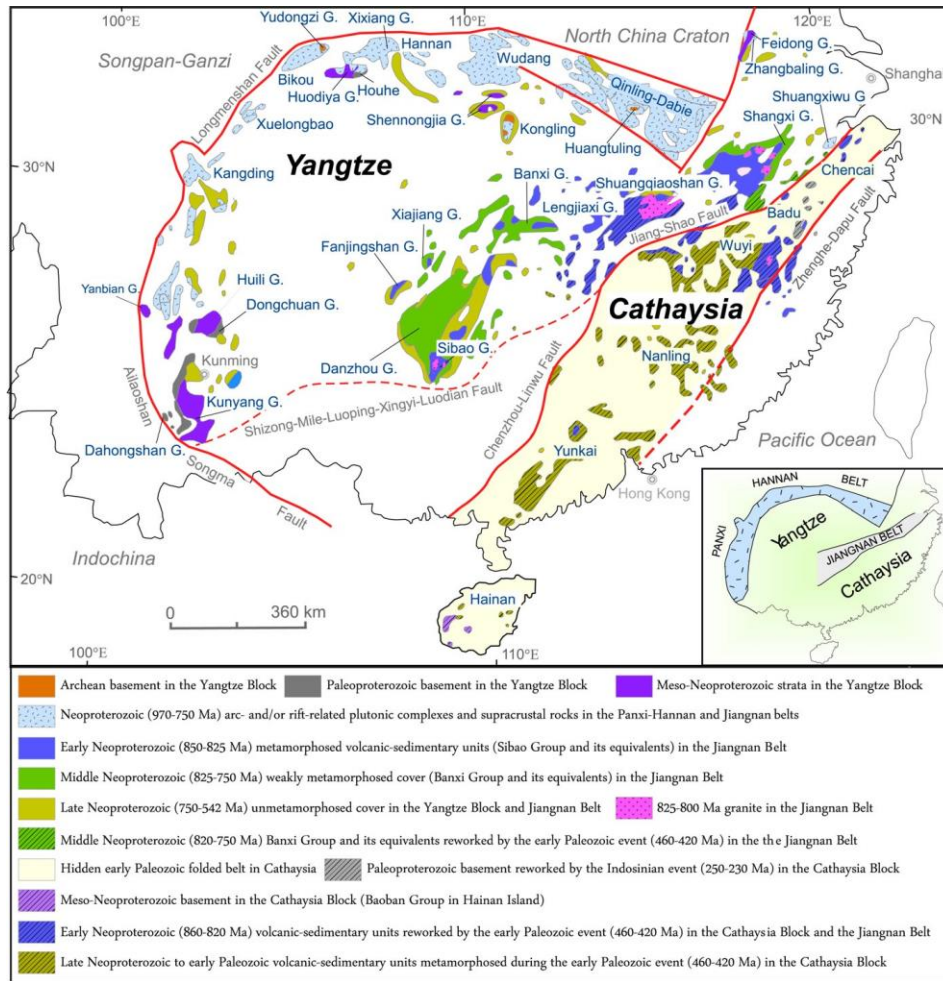 100°E
110°E
120°E
Yudongzi G.
Xixiang G.
Hannan
North China Craton
Feidong G.
Songpan-Ganzi
Wudang
Zhangbaling G.
Shanghai
Bikou
Houhe
Huodiya G.
Qinling-Dabie
Shuangxiwu G.
Longmenshan Fault
Shennongjia G.
Shangxi G.
30°N
Xuelongbao
Kongling
Huangtuling
30°N
Yangtze
Kangding
Banxi G.
Shuangqiaoshan G.
Chencai
Lengjiaxi G.
Xiajiang G.
Jiang-Shao Fault
Badu
Fanjingshan G.
Wuyi
Zhenghe-Dapu Fault
Huili G.
Yanbian G.
Dongchuan G.
Cathaysia
Sibao G.
Kunming
Nanling
Danzhou G.
Ailaoshan
Kunyang G.
Shizong-Mile-Luoping-Xingyi-Luodian Fault
Chenzhou-Linwu Fault
Dahongshan G.
Yunkai
Pacific Ocean
Songma
Fault
Hong Kong
HANNAN
BELT
PANXI
Yangtze
JIANGNAN BELT
Cathaysia
Indochina
20°N
0
360 km
Hainan
100°E
110°E
Archean basement in the Yangtze Block
Paleoproterozoic basement in the Yangtze Block
Meso-Neoproterozoic strata in the Yangtze Block
Neoproterozoic (970-750 Ma) arc- and/or rift-related plutonic complexes and supracrustal rocks in the Panxi-Hannan and Jiangnan belts
Early Neoproterozoic (850-825 Ma) metamorphosed volcanic-sedimentary units (Sibao Group and its equivalents) in the Jiangnan Belt
Middle Neoproterozoic (825-750 Ma) weakly metamorphosed cover (Banxi Group and its equivalents) in the Jiangnan Belt
Late Neoproterozoic (750-542 Ma) unmetamorphosed cover in the Yangtze Block and Jiangnan Belt
825-800 Ma granite in the Jiangnan Belt
Middle Neoproterozoic (820-750 Ma) Banxi Group and its equivalents reworked by the early Paleozoic event (460-420 Ma) in the the Jiangnan Belt
Hidden early Paleozoic folded belt in Cathaysia
Paleoproterozoic basement reworked by the Indosinian event (250-230 Ma) in the Cathaysia Block
Meso-Neoproterozoic basement in the Cathaysia Block (Baoban Group in Hainan Island)
Early Neoproterozoic (860-820 Ma) volcanic-sedimentary units reworked by the early Paleozoic event (460-420 Ma) in the Cathaysia Block and the Jiangnan Belt
Late Neoproterozoic to early Paleozoic volcanic-sedimentary units metamorphosed during the early Paleozoic event (460-420 Ma) in the Cathaysia Block